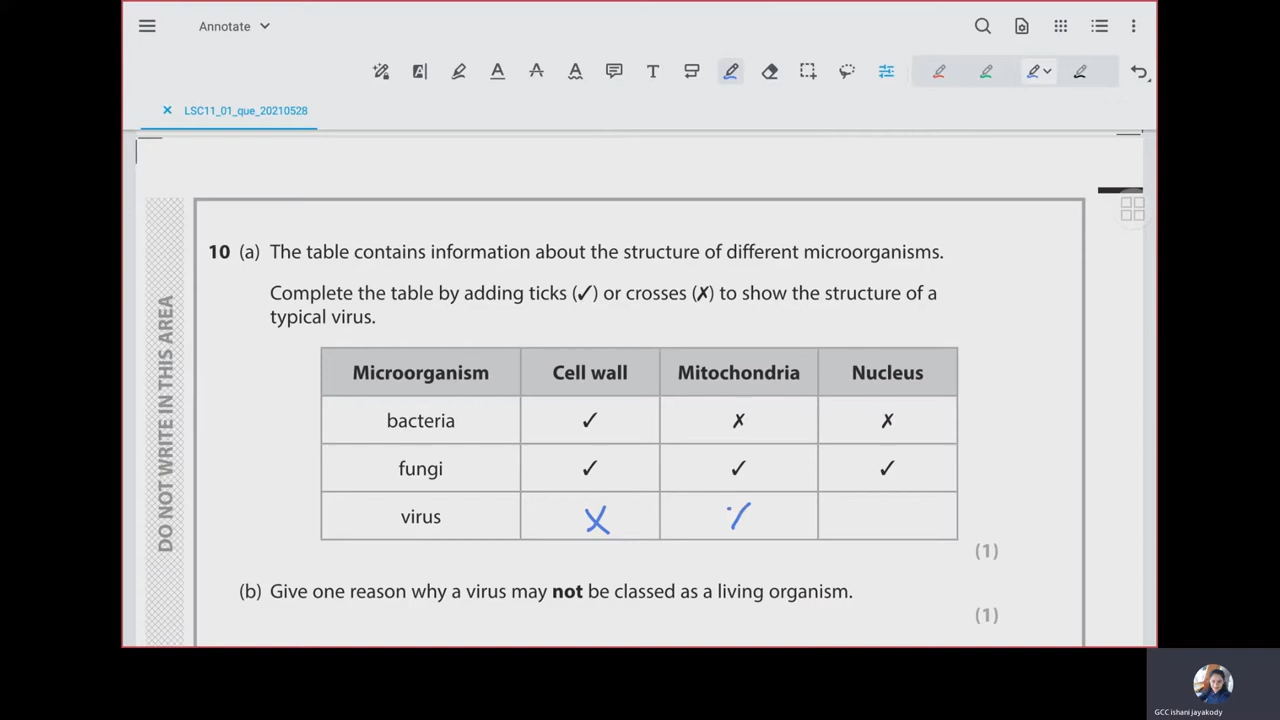 Annotate
LSC11_01_que_20210528
DO NOT WRITE IN THIS AREA
10 (a) The table contains information about the structure of different microorganisms.
Complete the table by adding ticks (✓) or crosses (✗) to show the structure of a
typical virus.
Microorganism Cell wall Mitochondria Nucleus
bacteria ✓ ✗ ✗
fungi ✓ ✓ ✓
virus X
(1)
(b) Give one reason why a virus may not be classed as a living organism.
(1)
GCC ishani jayakody